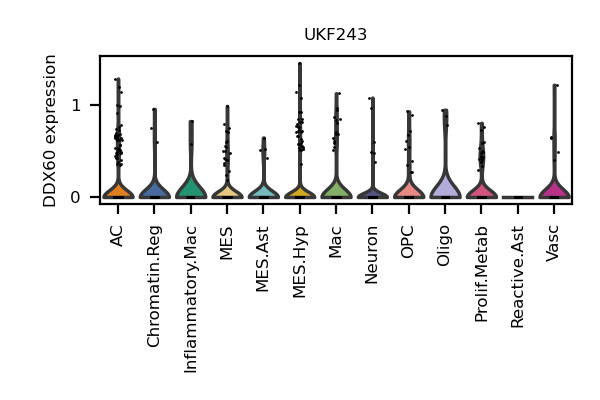 UKF243
DDX60 expression
1
0
AC
Chromatin.Reg
Inflammatory.Mac
MES
MES.Ast
MES.Hyp
Mac
Neuron
OPC
Oligo
Prolif.Metab
Reactive.Ast
Vasc